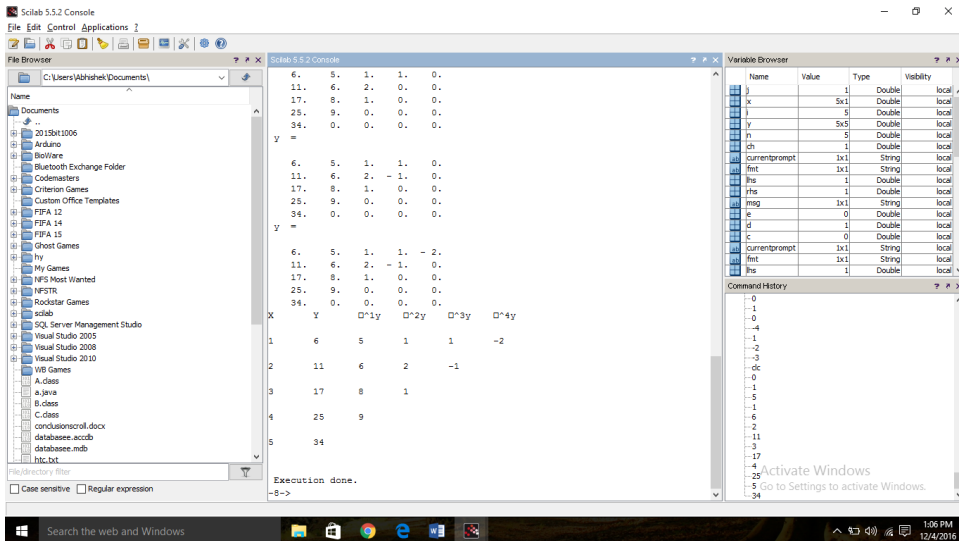 Scilab 5.5.2 Console
File Edit Control Applications ?
File Browser ? ↗ X
C:\Users\Abhishek\Documents\
Name
Documents
..
2015bit1006
Arduino
BioWare
Bluetooth Exchange Folder
Codemasters
Criterion Games
Custom Office Templates
FIFA 12
FIFA 14
FIFA 15
Ghost Games
hy
My Games
NFS Most Wanted
NFSTR
Rockstar Games
scilab
SQL Server Management Studio
Visual Studio 2005
Visual Studio 2008
Visual Studio 2010
WB Games
A.class
a.java
B.class
C.class
conclusionscroll.docx
databasee.accdb
databasee.mdb
htc.txt
File/directory filter
Case sensitive Regular expression
Scilab 5.5.2 Console ? ↗ X
6. 5. 1. 1. 0.
11. 6. 2. 0. 0.
17. 8. 1. 0. 0.
25. 9. 0. 0. 0.
34. 0. 0. 0. 0.
y =
6. 5. 1. 1. 0.
11. 6. 2. - 1. 0.
17. 8. 1. 0. 0.
25. 9. 0. 0. 0.
34. 0. 0. 0. 0.
y =
6. 5. 1. 1. - 2.
11. 6. 2. - 1. 0.
17. 8. 1. 0. 0.
25. 9. 0. 0. 0.
34. 0. 0. 0. 0.
X Y □^1y □^2y □^3y □^4y
1 6 5 1 1 -2
2 11 6 2 -1
3 17 8 1
4 25 9
5 34
Execution done.
-8->
Variable Browser ? ↗ X
Name Value Type Visibility
j 1 Double local
x 5x1 Double local
i 5 Double local
y 5x5 Double local
n 5 Double local
ch 1 Double local
currentprompt 1x1 String local
fmt 1x1 String local
lhs 1 Double local
rhs 1 Double local
msg 1x1 String local
e 0 Double local
d 1 Double local
c 0 Double local
currentprompt 1x1 String local
fmt 1x1 String local
lhs 1 Double local
Command History ? ↗ X
0
1
0
-4
1
-2
-3
clc
0
1
5
1
6
2
11
3
17
4
25
5
34
Activate Windows
Go to Settings to activate Windows.
Search the web and Windows
1:06 PM
12/4/2016